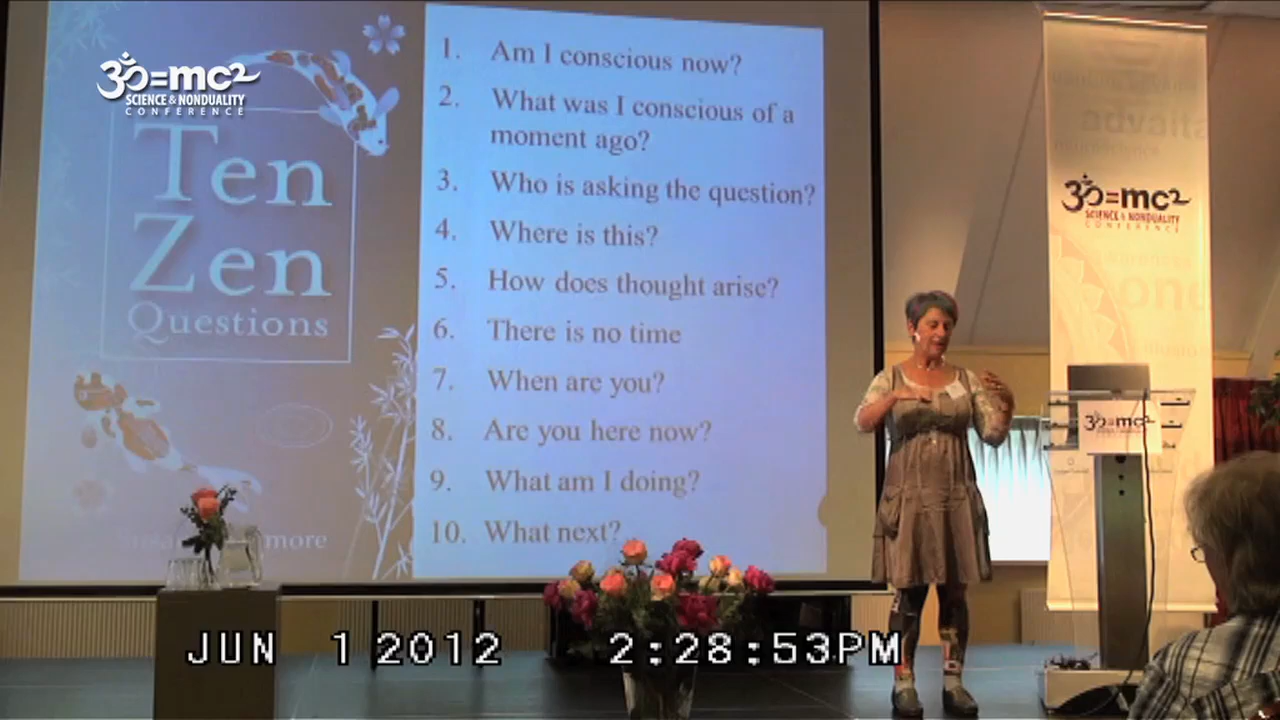 ॐ=mc2
SCIENCE & NONDUALITY
CONFERENCE
Ten
Zen
Questions
more
1. Am I conscious now?
2. What was I conscious of a
moment ago?
3. Who is asking the question?
4. Where is this?
5. How does thought arise?
6. There is no time
7. When are you?
8. Are you here now?
9. What am I doing?
10. What next?
advaita
ॐ=mc2
SCIENCE & NONDUALITY
CONFERENCE
ॐ=mc2
JUN 1 2012 2:28:53PM